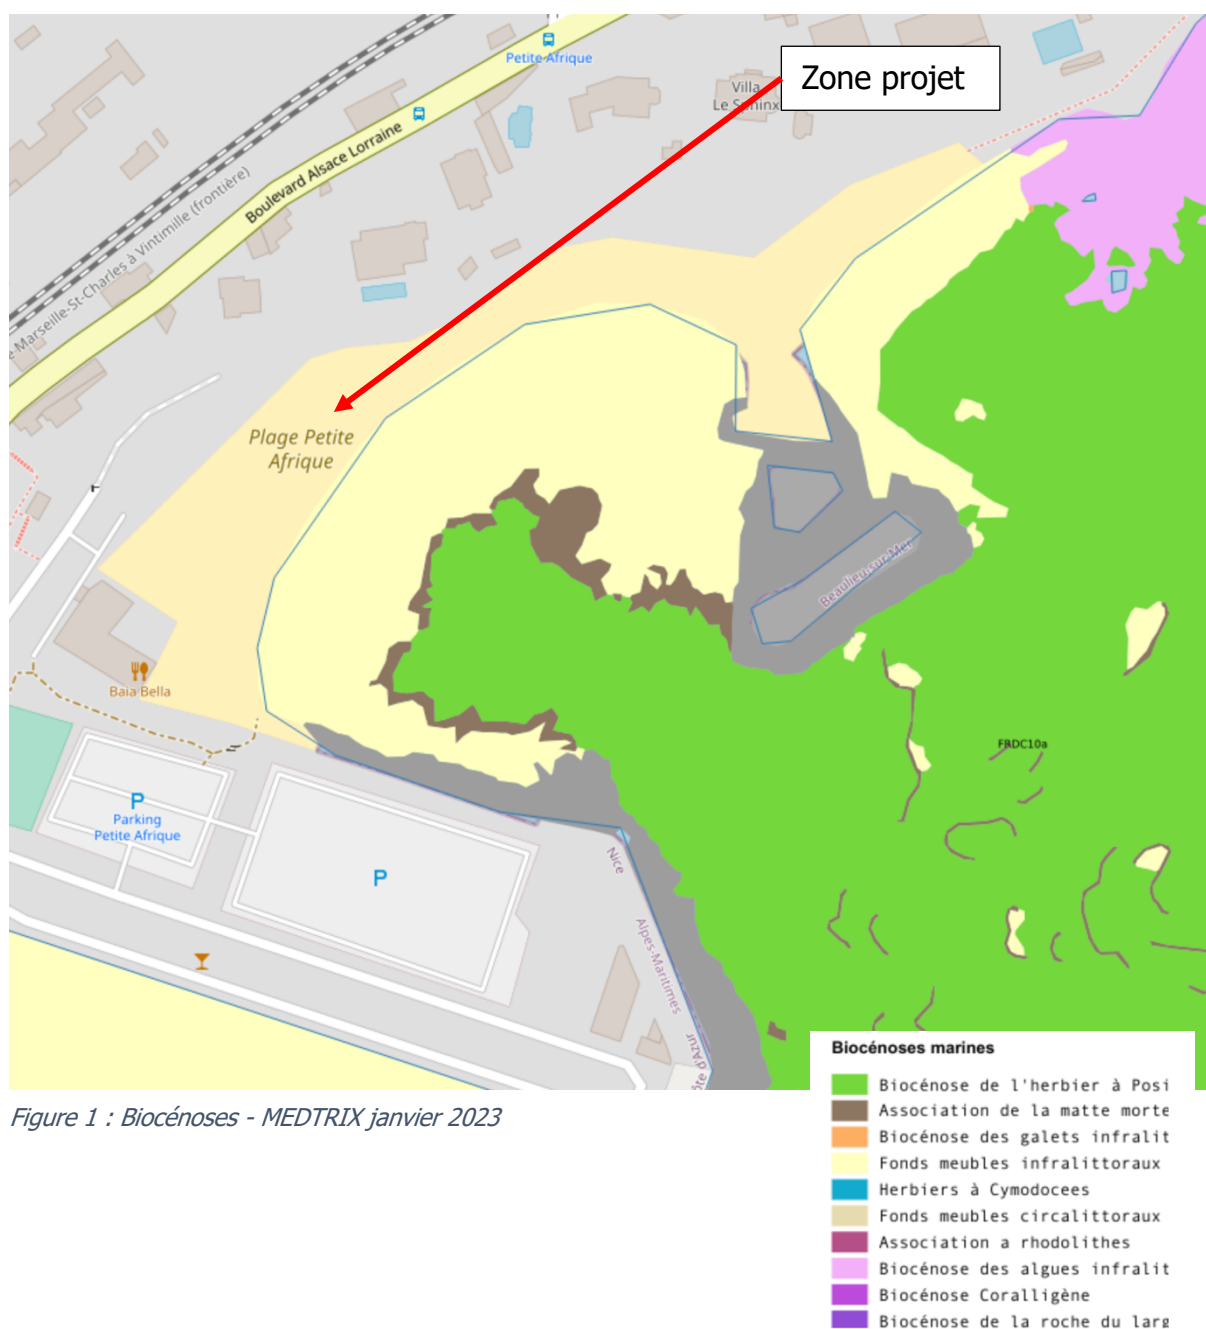 Petite Afrique
Villa
Le Sphinx
Zone projet
Boulevard Alsace Lorraine
Marseille-St-Charles à Vintimille (frontière)
Plage Petite
Afrique
Beaulieu-sur-Mer
Baia Bella
FRDC10a
P
Parking
Petite Afrique
P
Nice
Alpes-Maritimes
d'Azur
Biocénoses marines
Biocénose de l'herbier à Posi
Association de la matte morte
Biocénose des galets infralit
Fonds meubles infralittoraux
Herbiers à Cymodocees
Fonds meubles circalittoraux
Association a rhodolithes
Biocénose des algues infralit
Biocénose Coralligène
Biocénose de la roche du larg
Figure 1 : Biocénoses - MEDTRIX janvier 2023